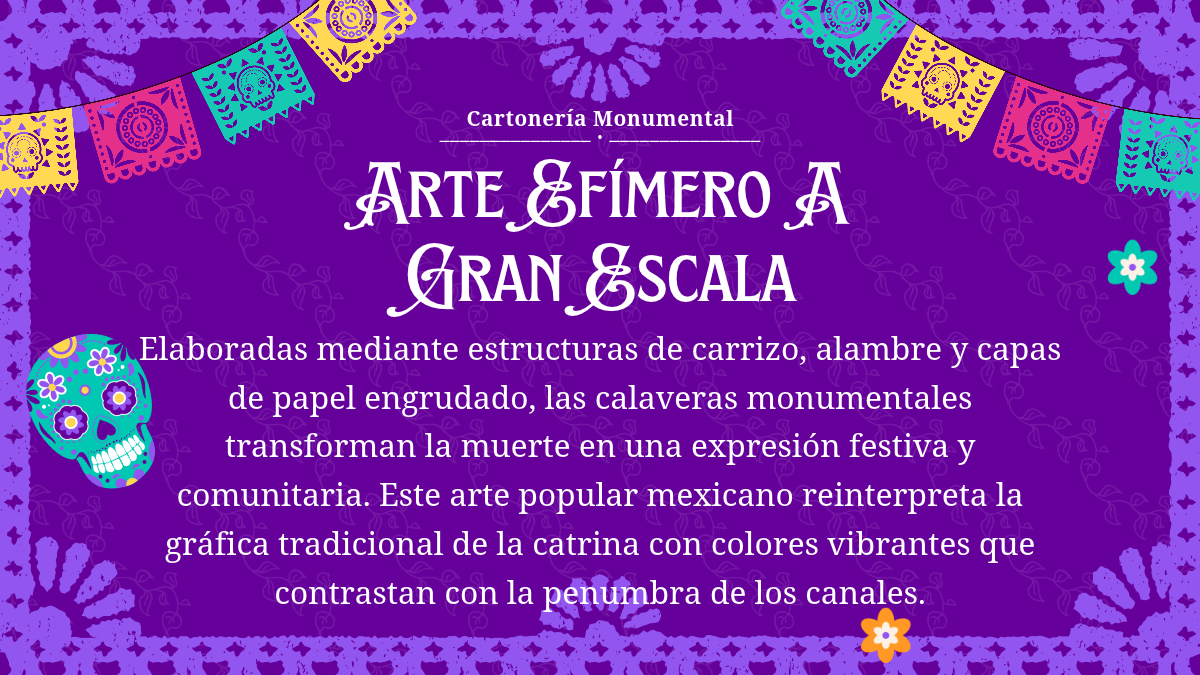 Cartonería Monumental
Arte Efímero A
Gran Escala
Elaboradas mediante estructuras de carrizo, alambre y capas
de papel engrudado, las calaveras monumentales
transforman la muerte en una expresión festiva y
comunitaria. Este arte popular mexicano reinterpreta la
gráfica tradicional de la catrina con colores vibrantes que
contrastan con la penumbra de los canales.